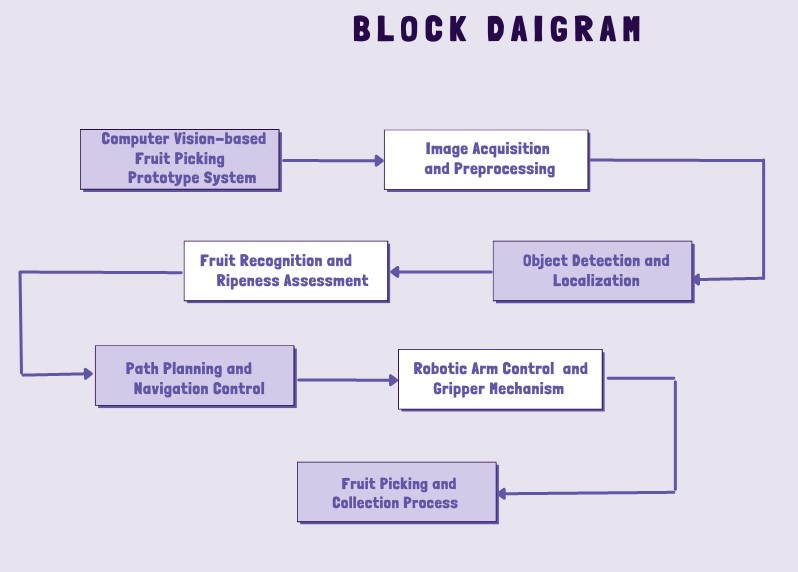 BLOCK DAIGRAM
Computer Vision-based
Fruit Picking
Prototype System
Image Acquisition
and Preprocessing
Object Detection and
Localization
Fruit Recognition and
Ripeness Assessment
Path Planning and
Navigation Control
Robotic Arm Control and
Gripper Mechanism
Fruit Picking and
Collection Process